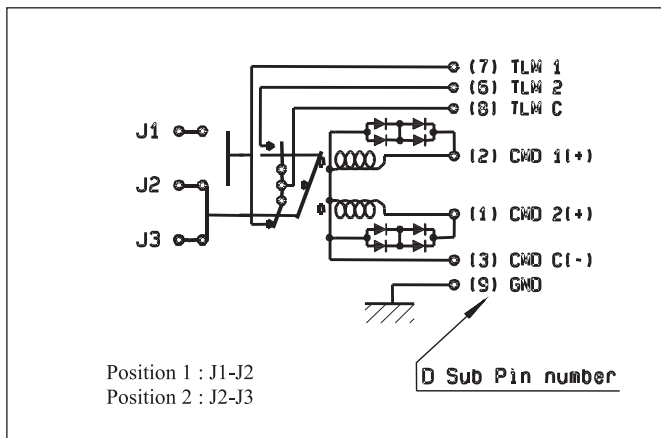 (7) TLM 1
(6) TLM 2
(8) TLM C
J1
(2) CMD 1(+)
J2
(1) CMD 2(+)
J3
(3) CMD C(-)
(9) GND
Position 1 : J1-J2
Position 2 : J2-J3
D Sub Pin number